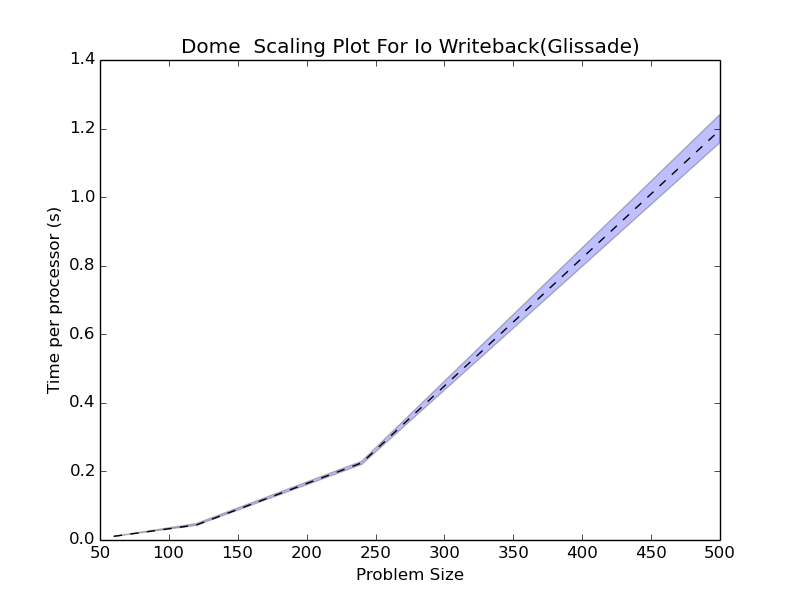 Dome  Scaling Plot For Io Writeback(Glissade)
1.4
1.2
1.0
0.8
0.6
0.4
0.2
0.0
Time per processor (s)
50 100 150 200 250 300 350 400 450 500
Problem Size